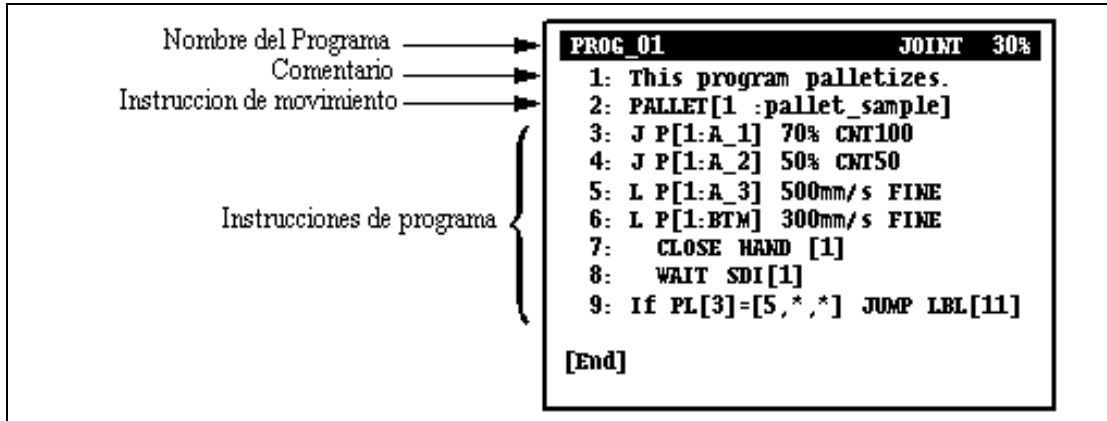 Nombre del Programa
Comentario
Instruccion de movimiento
Instrucciones de programa
PROG_01 JOINT 30%
1: This program palletizes.
2: PALLET[1 :pallet_sample]
3: J P[1:A_1] 70% CNT100
4: J P[1:A_2] 50% CNT50
5: L P[1:A_3] 500mm/s FINE
6: L P[1:BTM] 300mm/s FINE
7: CLOSE HAND [1]
8: WAIT SDI[1]
9: If PL[3]=[5,*,*] JUMP LBL[11]
[End]